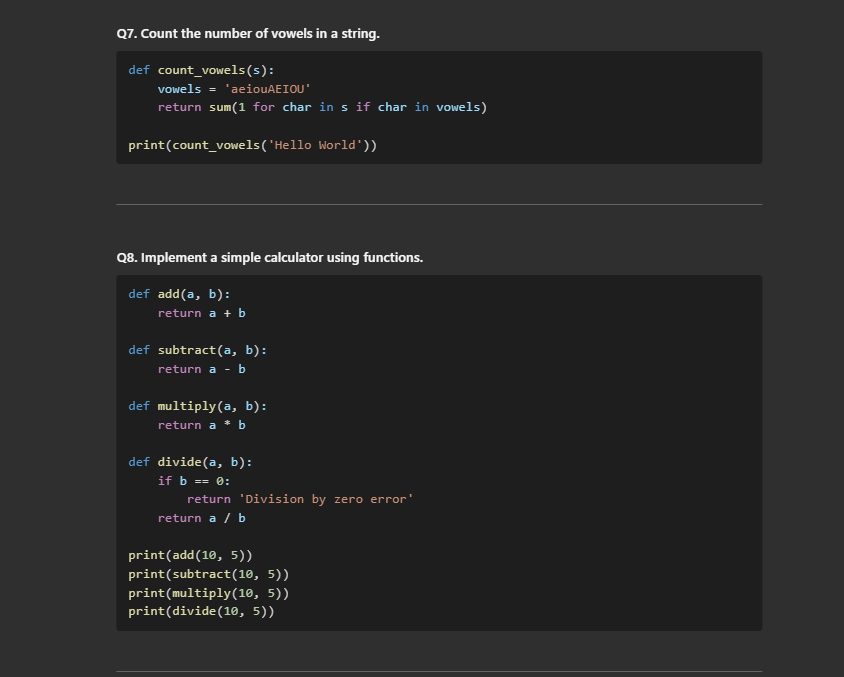 Q7. Count the number of vowels in a string.
def count_vowels(s):
    vowels = 'aeiouAEIOU'
    return sum(1 for char in s if char in vowels)
print(count_vowels('Hello World'))
Q8. Implement a simple calculator using functions.
def add(a, b):
    return a + b
def subtract(a, b):
    return a - b
def multiply(a, b):
    return a * b
def divide(a, b):
    if b == 0:
        return 'Division by zero error'
    return a / b
print(add(10, 5))
print(subtract(10, 5))
print(multiply(10, 5))
print(divide(10, 5))